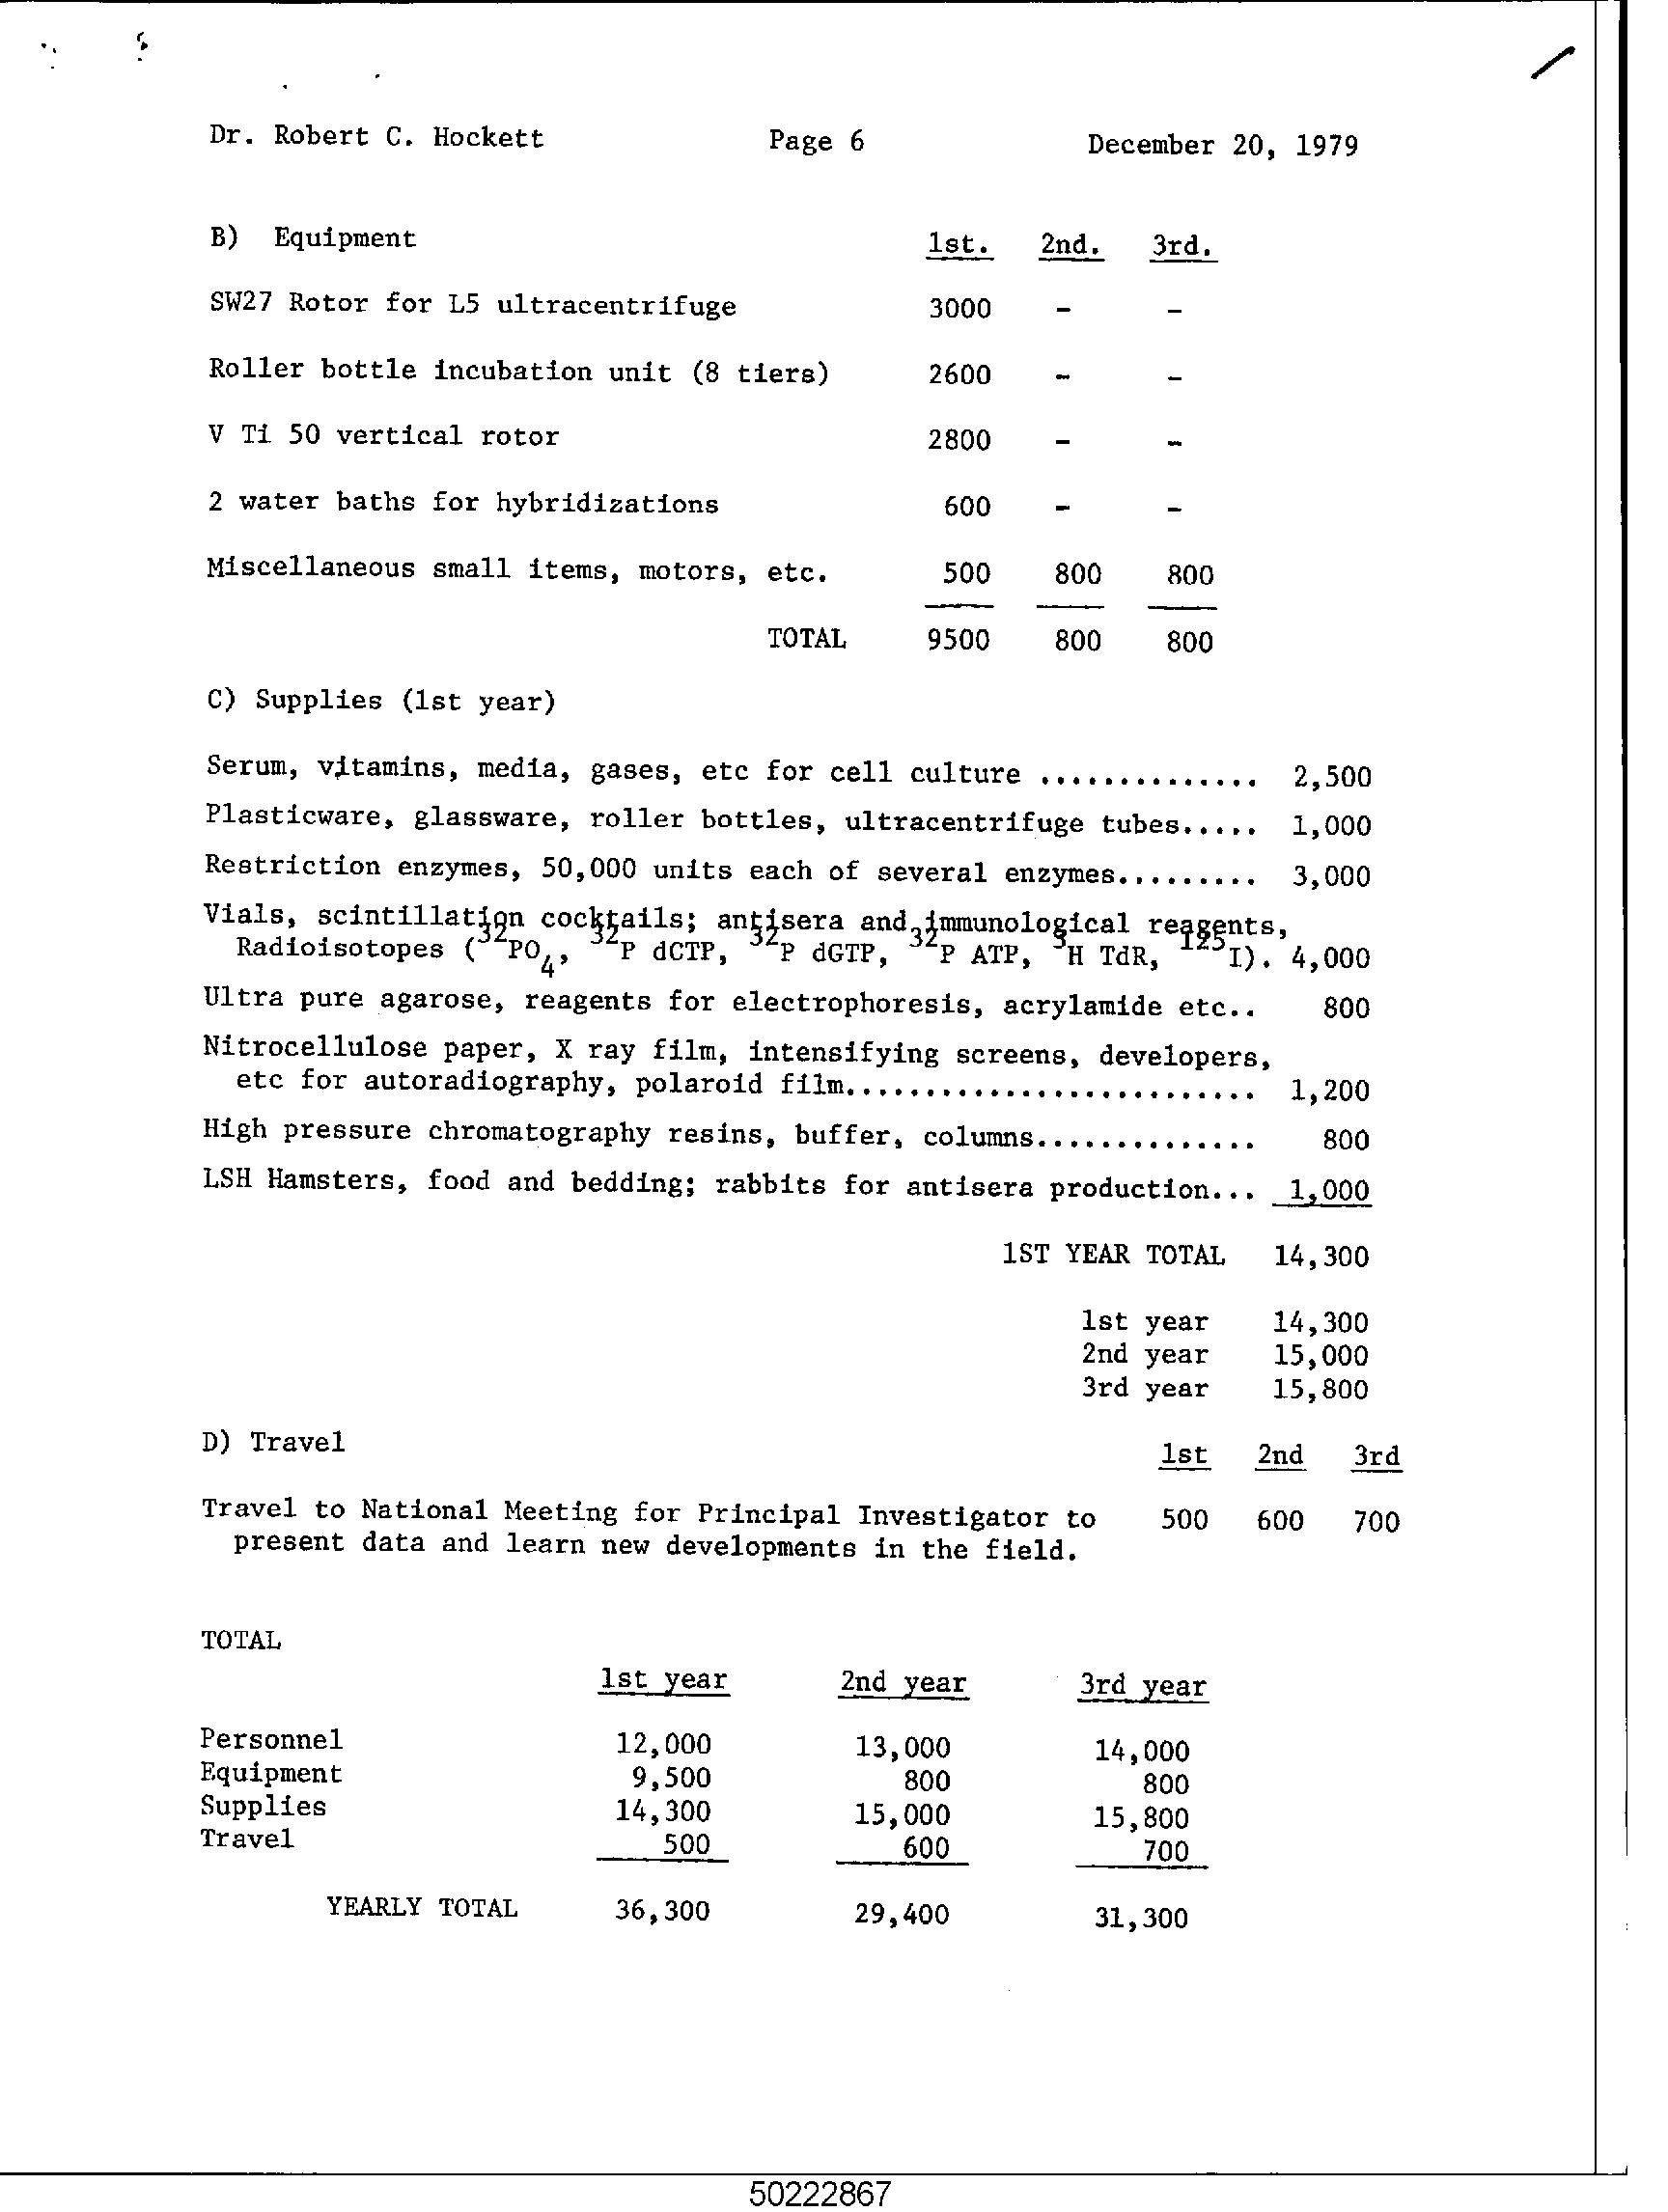 Dr. Robert C. Hockett Page 6 December 20, 1979
B) Equipment 1st. 2nd. 3rd.
SW27 Rotor for L5 ultracentrifuge 3000 - -
Roller bottle incubation unit (8 tiers) 2600 - -
V Ti 50 vertical rotor 2800 - -
2 water baths for hybridizations 600 - -
Miscellaneous small items, motors, etc. 500 800 800
TOTAL 9500 800 800
C) Supplies (1st year)
Serum, vitamins, media, gases, etc for cell culture .............. 2,500
Plasticware, glassware, roller bottles, ultracentrifuge tubes..... 1,000
Restriction enzymes, 50,000 units each of several enzymes......... 3,000
Vials, scintillation cocktails; antisera and immunological reagents,
Radioisotopes (³²PO₄, ³²P dCTP, ³²P dGTP, ³²P ATP, ³H TdR, ¹²⁵I). 4,000
Ultra pure agarose, reagents for electrophoresis, acrylamide etc.. 800
Nitrocellulose paper, X ray film, intensifying screens, developers,
etc for autoradiography, polaroid film.......................... 1,200
High pressure chromatography resins, buffer, columns.............. 800
LSH Hamsters, food and bedding; rabbits for antisera production... 1,000
1ST YEAR TOTAL 14,300
1st year 14,300
2nd year 15,000
3rd year 15,800
D) Travel 1st 2nd 3rd
Travel to National Meeting for Principal Investigator to 500 600 700
present data and learn new developments in the field.
TOTAL
1st year 2nd year 3rd year
Personnel 12,000 13,000 14,000
Equipment 9,500 800 800
Supplies 14,300 15,000 15,800
Travel 500 600 700
YEARLY TOTAL 36,300 29,400 31,300
50222867